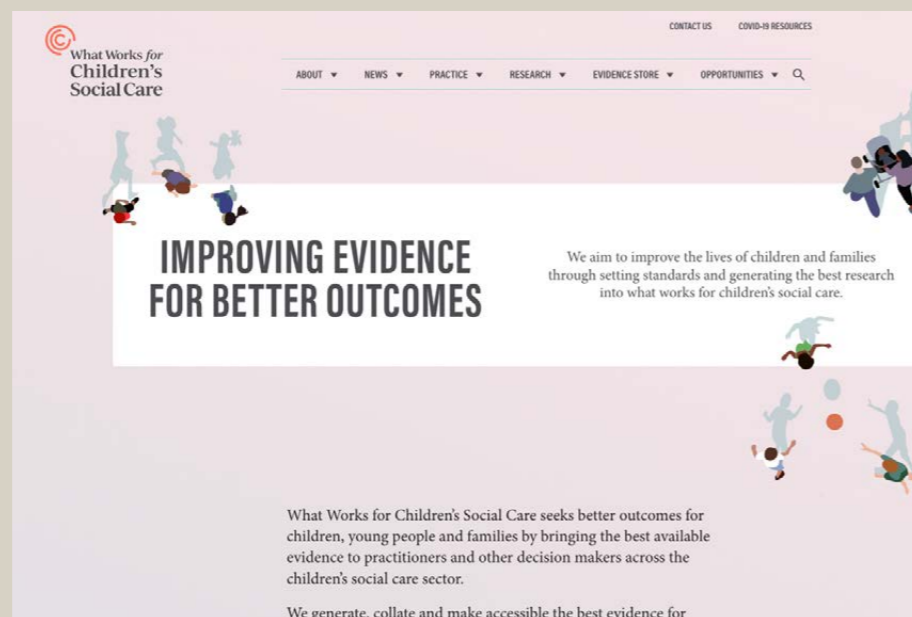 CONTACT US COVID-19 RESOURCES
What Works for
Children's
Social Care
ABOUT NEWS PRACTICE RESEARCH EVIDENCE STORE OPPORTUNITIES
IMPROVING EVIDENCE
FOR BETTER OUTCOMES
We aim to improve the lives of children and families
through setting standards and generating the best research
into what works for children's social care.
What Works for Children's Social Care seeks better outcomes for
children, young people and families by bringing the best available
evidence to practitioners and other decision makers across the
children's social care sector.
We generate, collate and make accessible the best evidence for